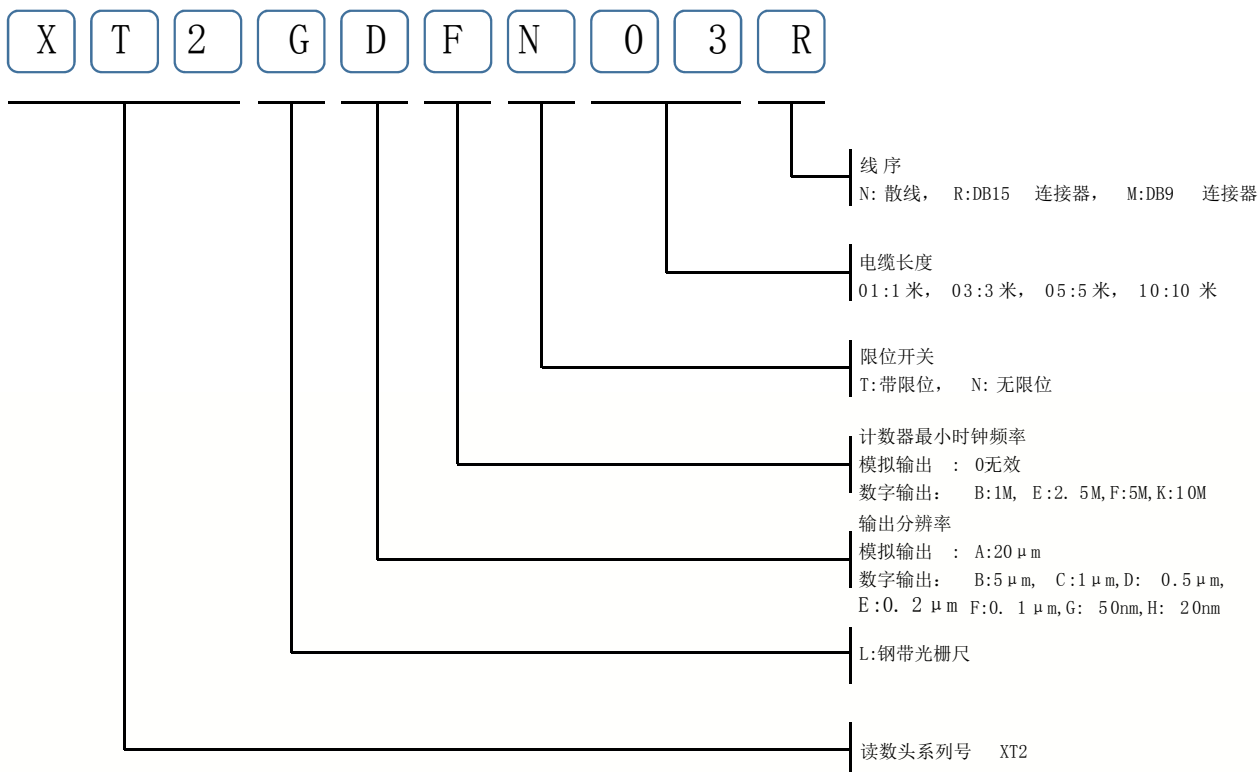 X T 2 G D F N 0 3 R
线序
N: 散线， R:DB15 连接器， M:DB9 连接器
电缆长度
01:1米， 03:3米， 05:5米， 10:10 米
限位开关
T:带限位， N: 无限位
计数器最小时钟频率
模拟输出 : 0无效
数字输出： B:1M, E:2. 5M,F:5M,K:10M
输出分辨率
模拟输出 : A:20μm
数字输出： B:5μm, C:1μm,D: 0.5μm,
E:0. 2μm F:0. 1μm,G: 50nm,H: 20nm
L:钢带光栅尺
读数头系列号 XT2